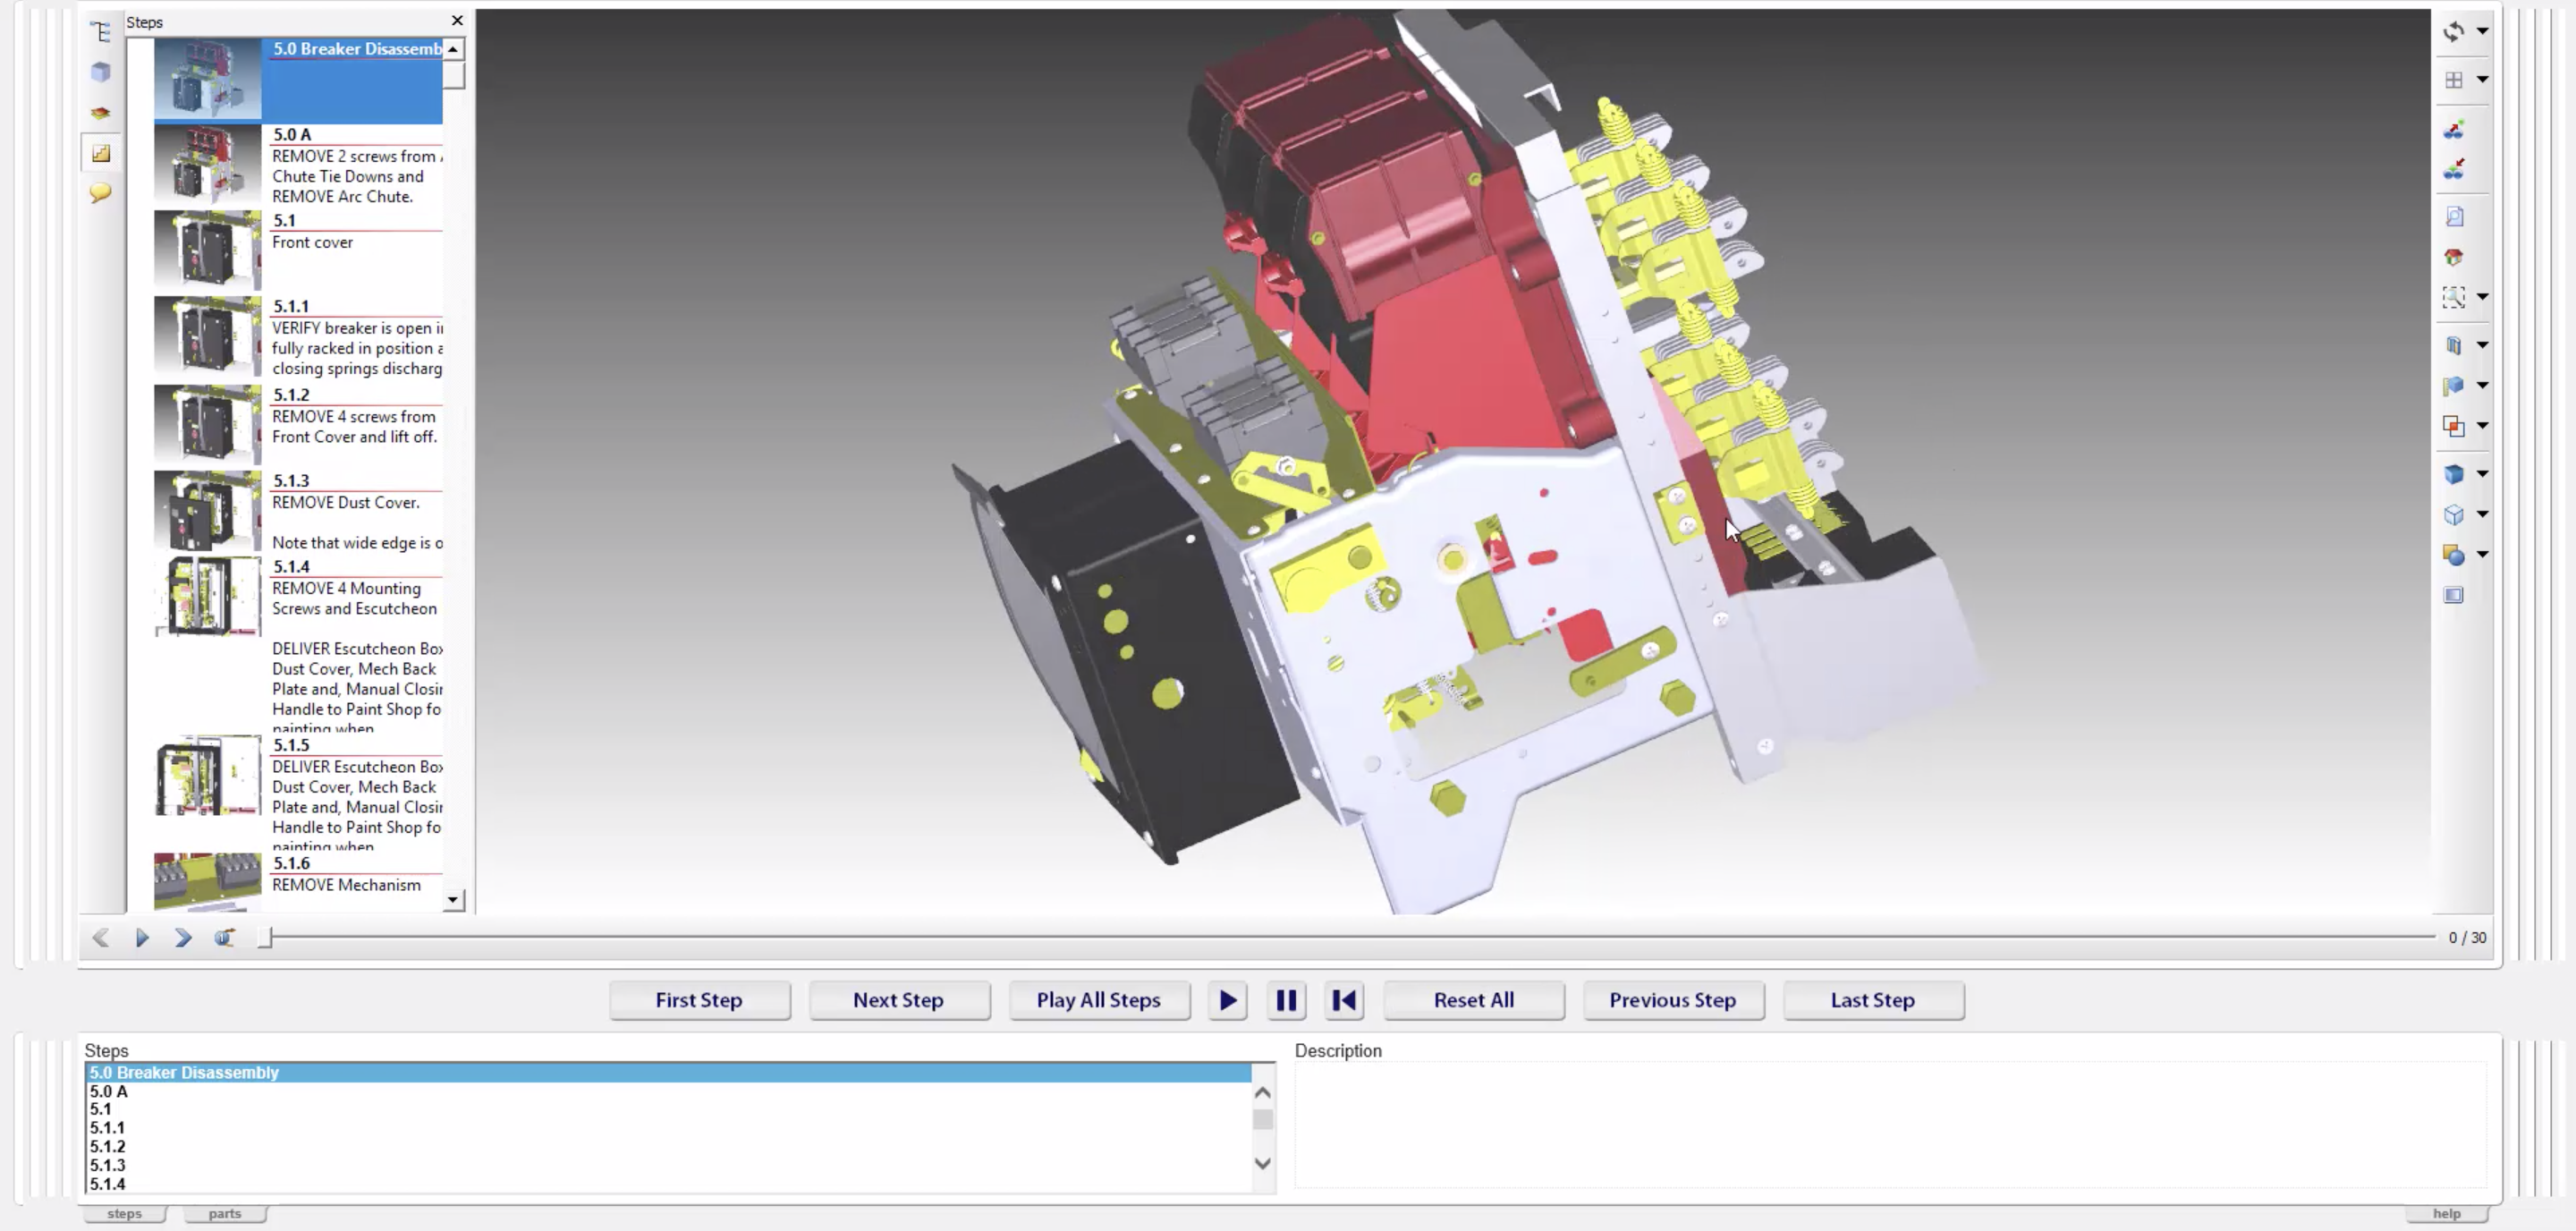 Steps
5.0 Breaker Disassemb
5.0 A
REMOVE 2 screws from
Chute Tie Downs and
REMOVE Arc Chute.
5.1
Front cover
5.1.1
VERIFY breaker is open i
fully racked in position a
closing springs discharg
5.1.2
REMOVE 4 screws from
Front Cover and lift off.
5.1.3
REMOVE Dust Cover.
Note that wide edge is o
5.1.4
REMOVE 4 Mounting
Screws and Escutcheon
DELIVER Escutcheon Box
Dust Cover, Mech Back
Plate and, Manual Closi
Handle to Paint Shop fo
painting when
5.1.5
DELIVER Escutcheon Box
Dust Cover, Mech Back
Plate and, Manual Closi
Handle to Paint Shop fo
painting when
5.1.6
REMOVE Mechanism
0 / 30
First Step
Next Step
Play All Steps
Reset All
Previous Step
Last Step
Steps
5.0 Breaker Disassembly
5.0 A
5.1
5.1.1
5.1.2
5.1.3
5.1.4
Description
steps
parts
help